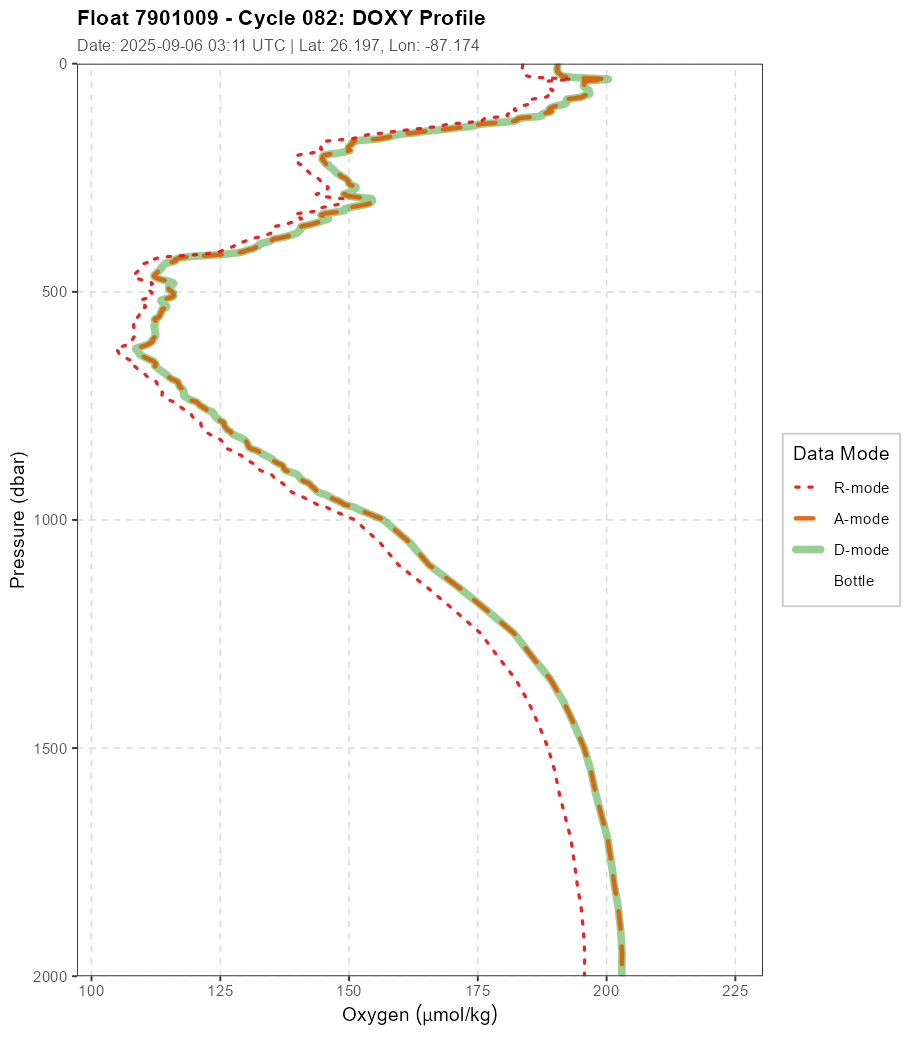 Float 7901009 - Cycle 082: DOXY Profile
Date: 2025-09-06 03:11 UTC | Lat: 26.197, Lon: -87.174
0
500
1000
1500
2000
Pressure (dbar)
100 125 150 175 200 225
Oxygen (μmol/kg)
Data Mode
R-mode
A-mode
D-mode
Bottle